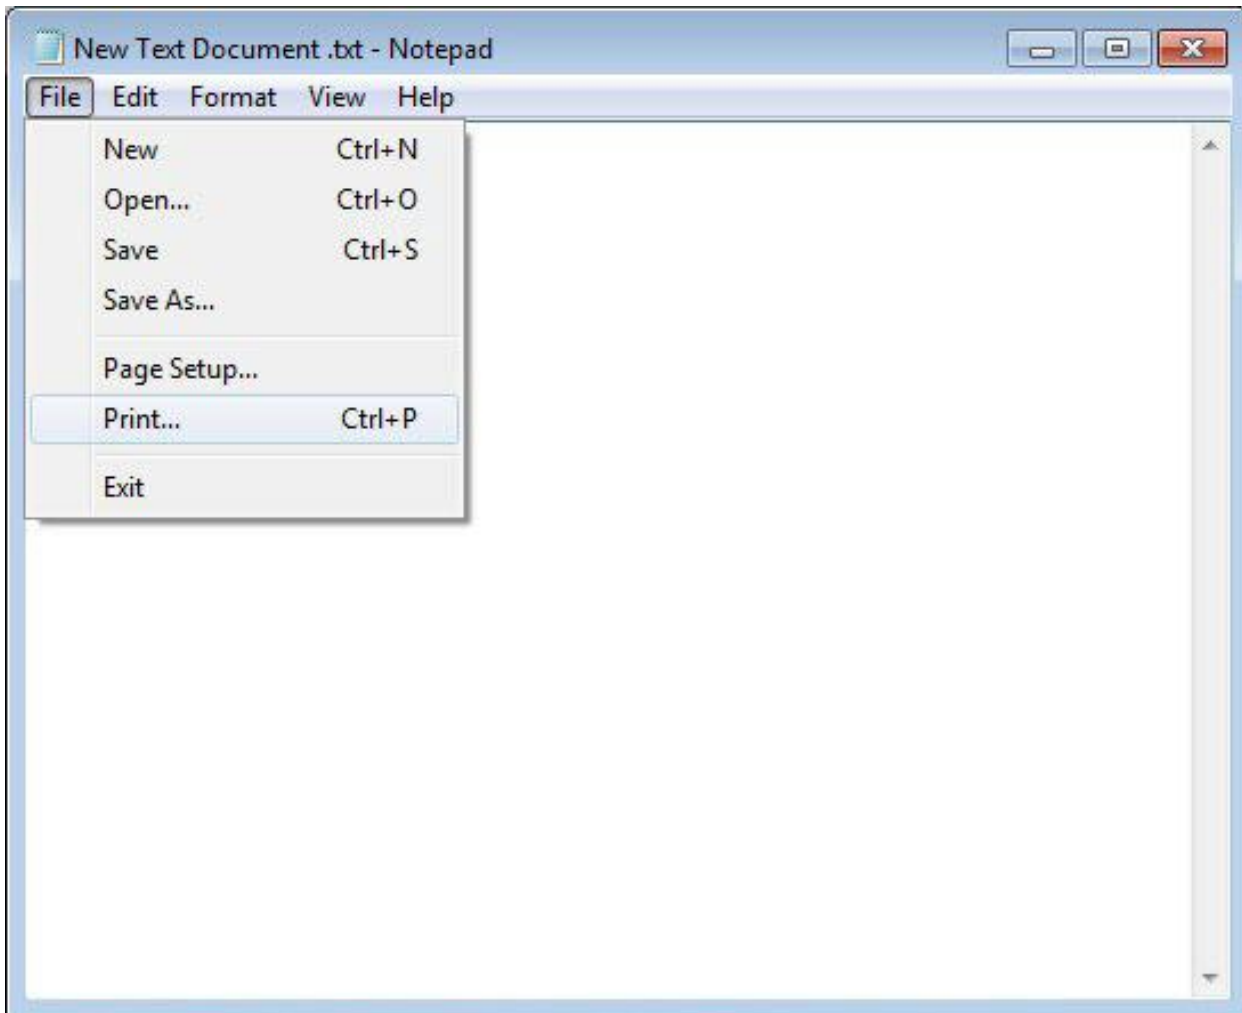 New Text Document .txt - Notepad
File Edit Format View Help
New Ctrl+N
Open... Ctrl+O
Save Ctrl+S
Save As...
Page Setup...
Print... Ctrl+P
Exit